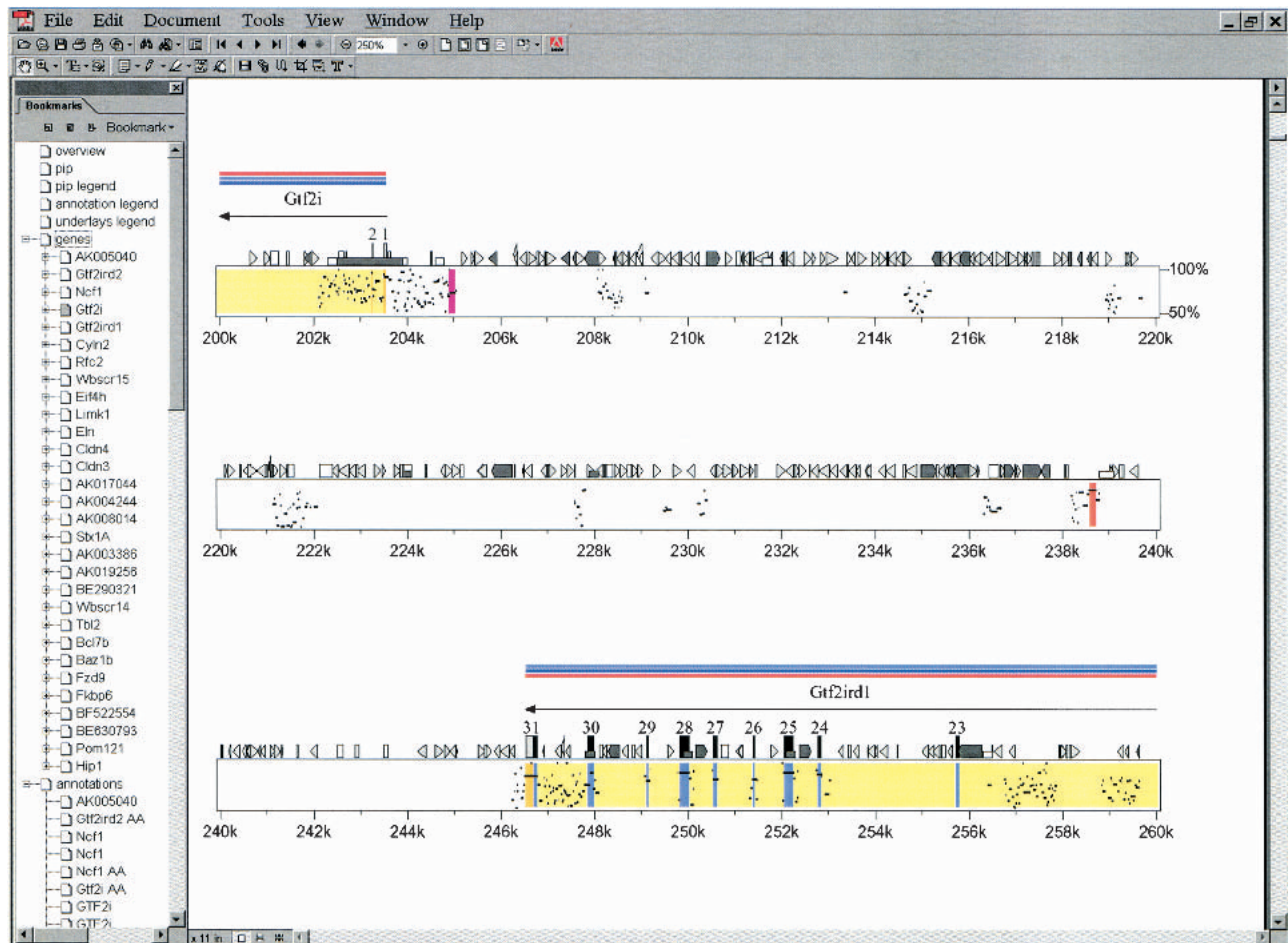 File Edit Document Tools View Window Help
250%
Bookmarks
Bookmark
overview
pip
pip legend
annotation legend
underlays legend
genes
AK005040
Gtf2ird2
Ncf1
Gtf2i
Gtf2ird1
Cyln2
Rfc2
Wbscr15
Eif4h
Limk1
Eln
Cldn4
Cldn3
AK017044
AK004244
AK008014
Stx1A
AK003386
AK019256
BE290321
Wbscr14
Tbl2
Bcl7b
Baz1b
Fzd9
Fkbp6
BF522554
BE630793
Pom121
Hip1
annotations
AK005040
Gtf2ird2 AA
Ncf1
Ncf1
Ncf1 AA
Gtf2i AA
GTF2i
GTF2i
Gtf2i
2 1
100%
50%
200k 202k 204k 206k 208k 210k 212k 214k 216k 218k 220k
220k 222k 224k 226k 228k 230k 232k 234k 236k 238k 240k
Gtf2ird1
31 30 29 28 27 26 25 24 23
240k 242k 244k 246k 248k 250k 252k 254k 256k 258k 260k
x 11 in